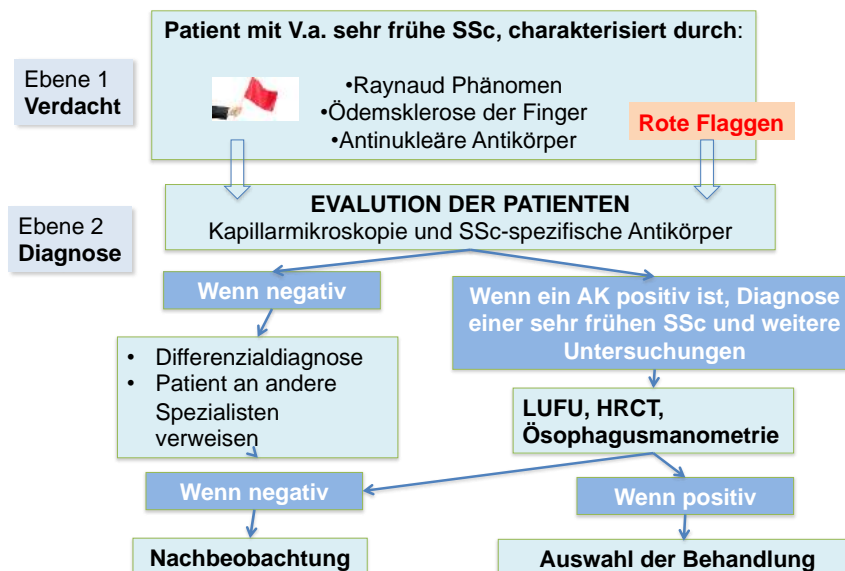 Patient mit V.a. sehr frühe SSc, charakterisiert durch:
Ebene 1
Verdacht
•Raynaud Phänomen
•Ödemsklerose der Finger
•Antinukleäre Antikörper
Rote Flaggen
EVALUTION DER PATIENTEN
Kapillarmikroskopie und SSc-spezifische Antikörper
Ebene 2
Diagnose
Wenn negativ
Wenn ein AK positiv ist, Diagnose
einer sehr frühen SSc und weitere
Untersuchungen
• Differenzialdiagnose
• Patient an andere
Spezialisten
verweisen
LUFU, HRCT,
Ösophagusmanometrie
Wenn negativ
Wenn positiv
Nachbeobachtung
Auswahl der Behandlung